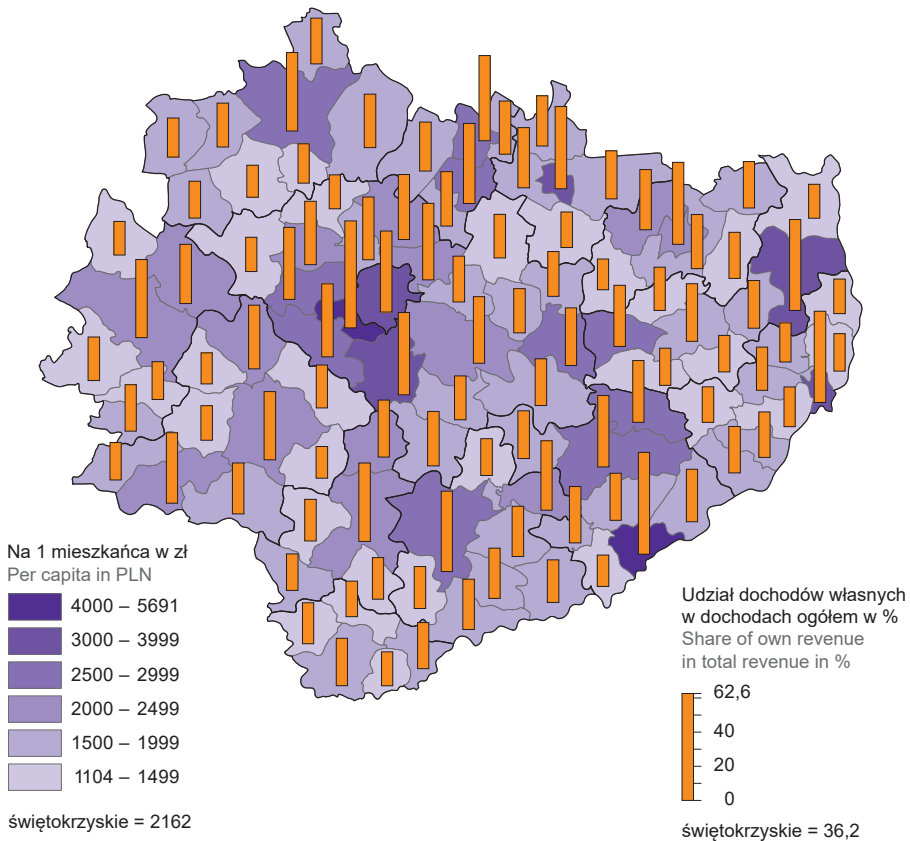 Na 1 mieszkańca w zł
Per capita in PLN
4000 – 5691
3000 – 3999
2500 – 2999
2000 – 2499
1500 – 1999
1104 – 1499
świętokrzyskie = 2162
Udział dochodów własnych
w dochodach ogółem w %
Share of own revenue
in total revenue in %
62,6
40
20
0
świętokrzyskie = 36,2